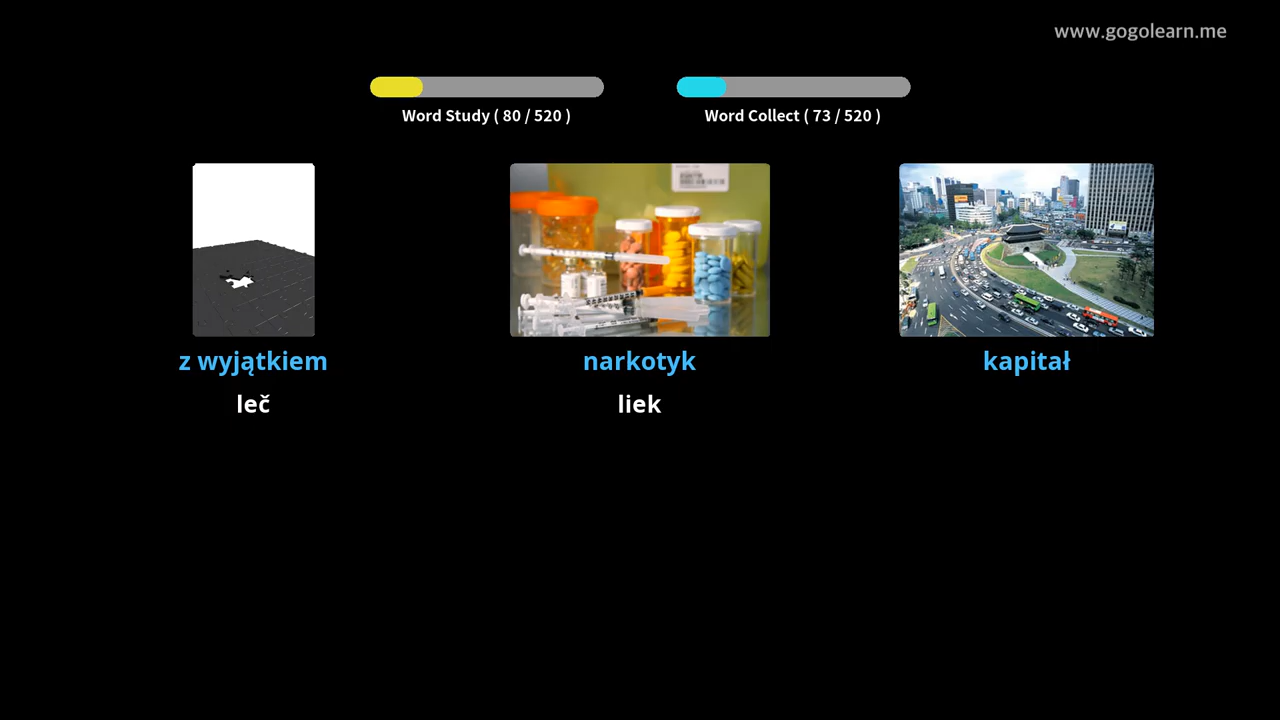 www.gogolearn.me
Word Study ( 80 / 520 )
Word Collect ( 73 / 520 )
z wyjątkiem
narkotyk
kapitał
leč
liek